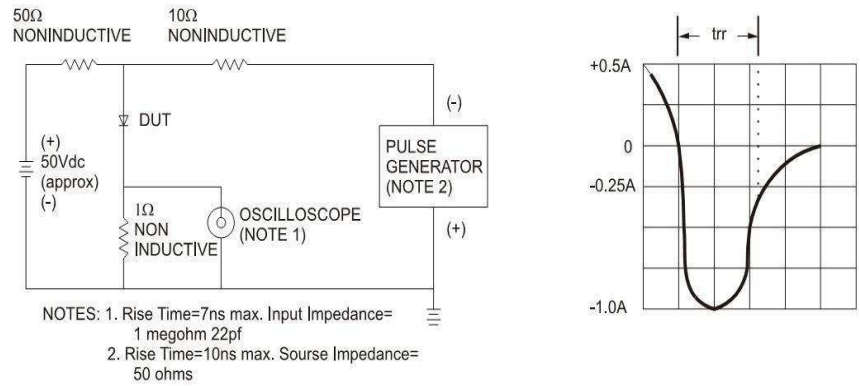 50Ω
NONINDUCTIVE
10Ω
NONINDUCTIVE
DUT
(+)
50Vdc
(approx)
(-)
1Ω
NON
INDUCTIVE
OSCILLOSCOPE
(NOTE 1)
(-)
PULSE
GENERATOR
(NOTE 2)
(+)
NOTES: 1. Rise Time=7ns max. Input Impedance=
1 megohm 22pf
2. Rise Time=10ns max. Sourse Impedance=
50 ohms
trr
+0.5A
0
-0.25A
-1.0A